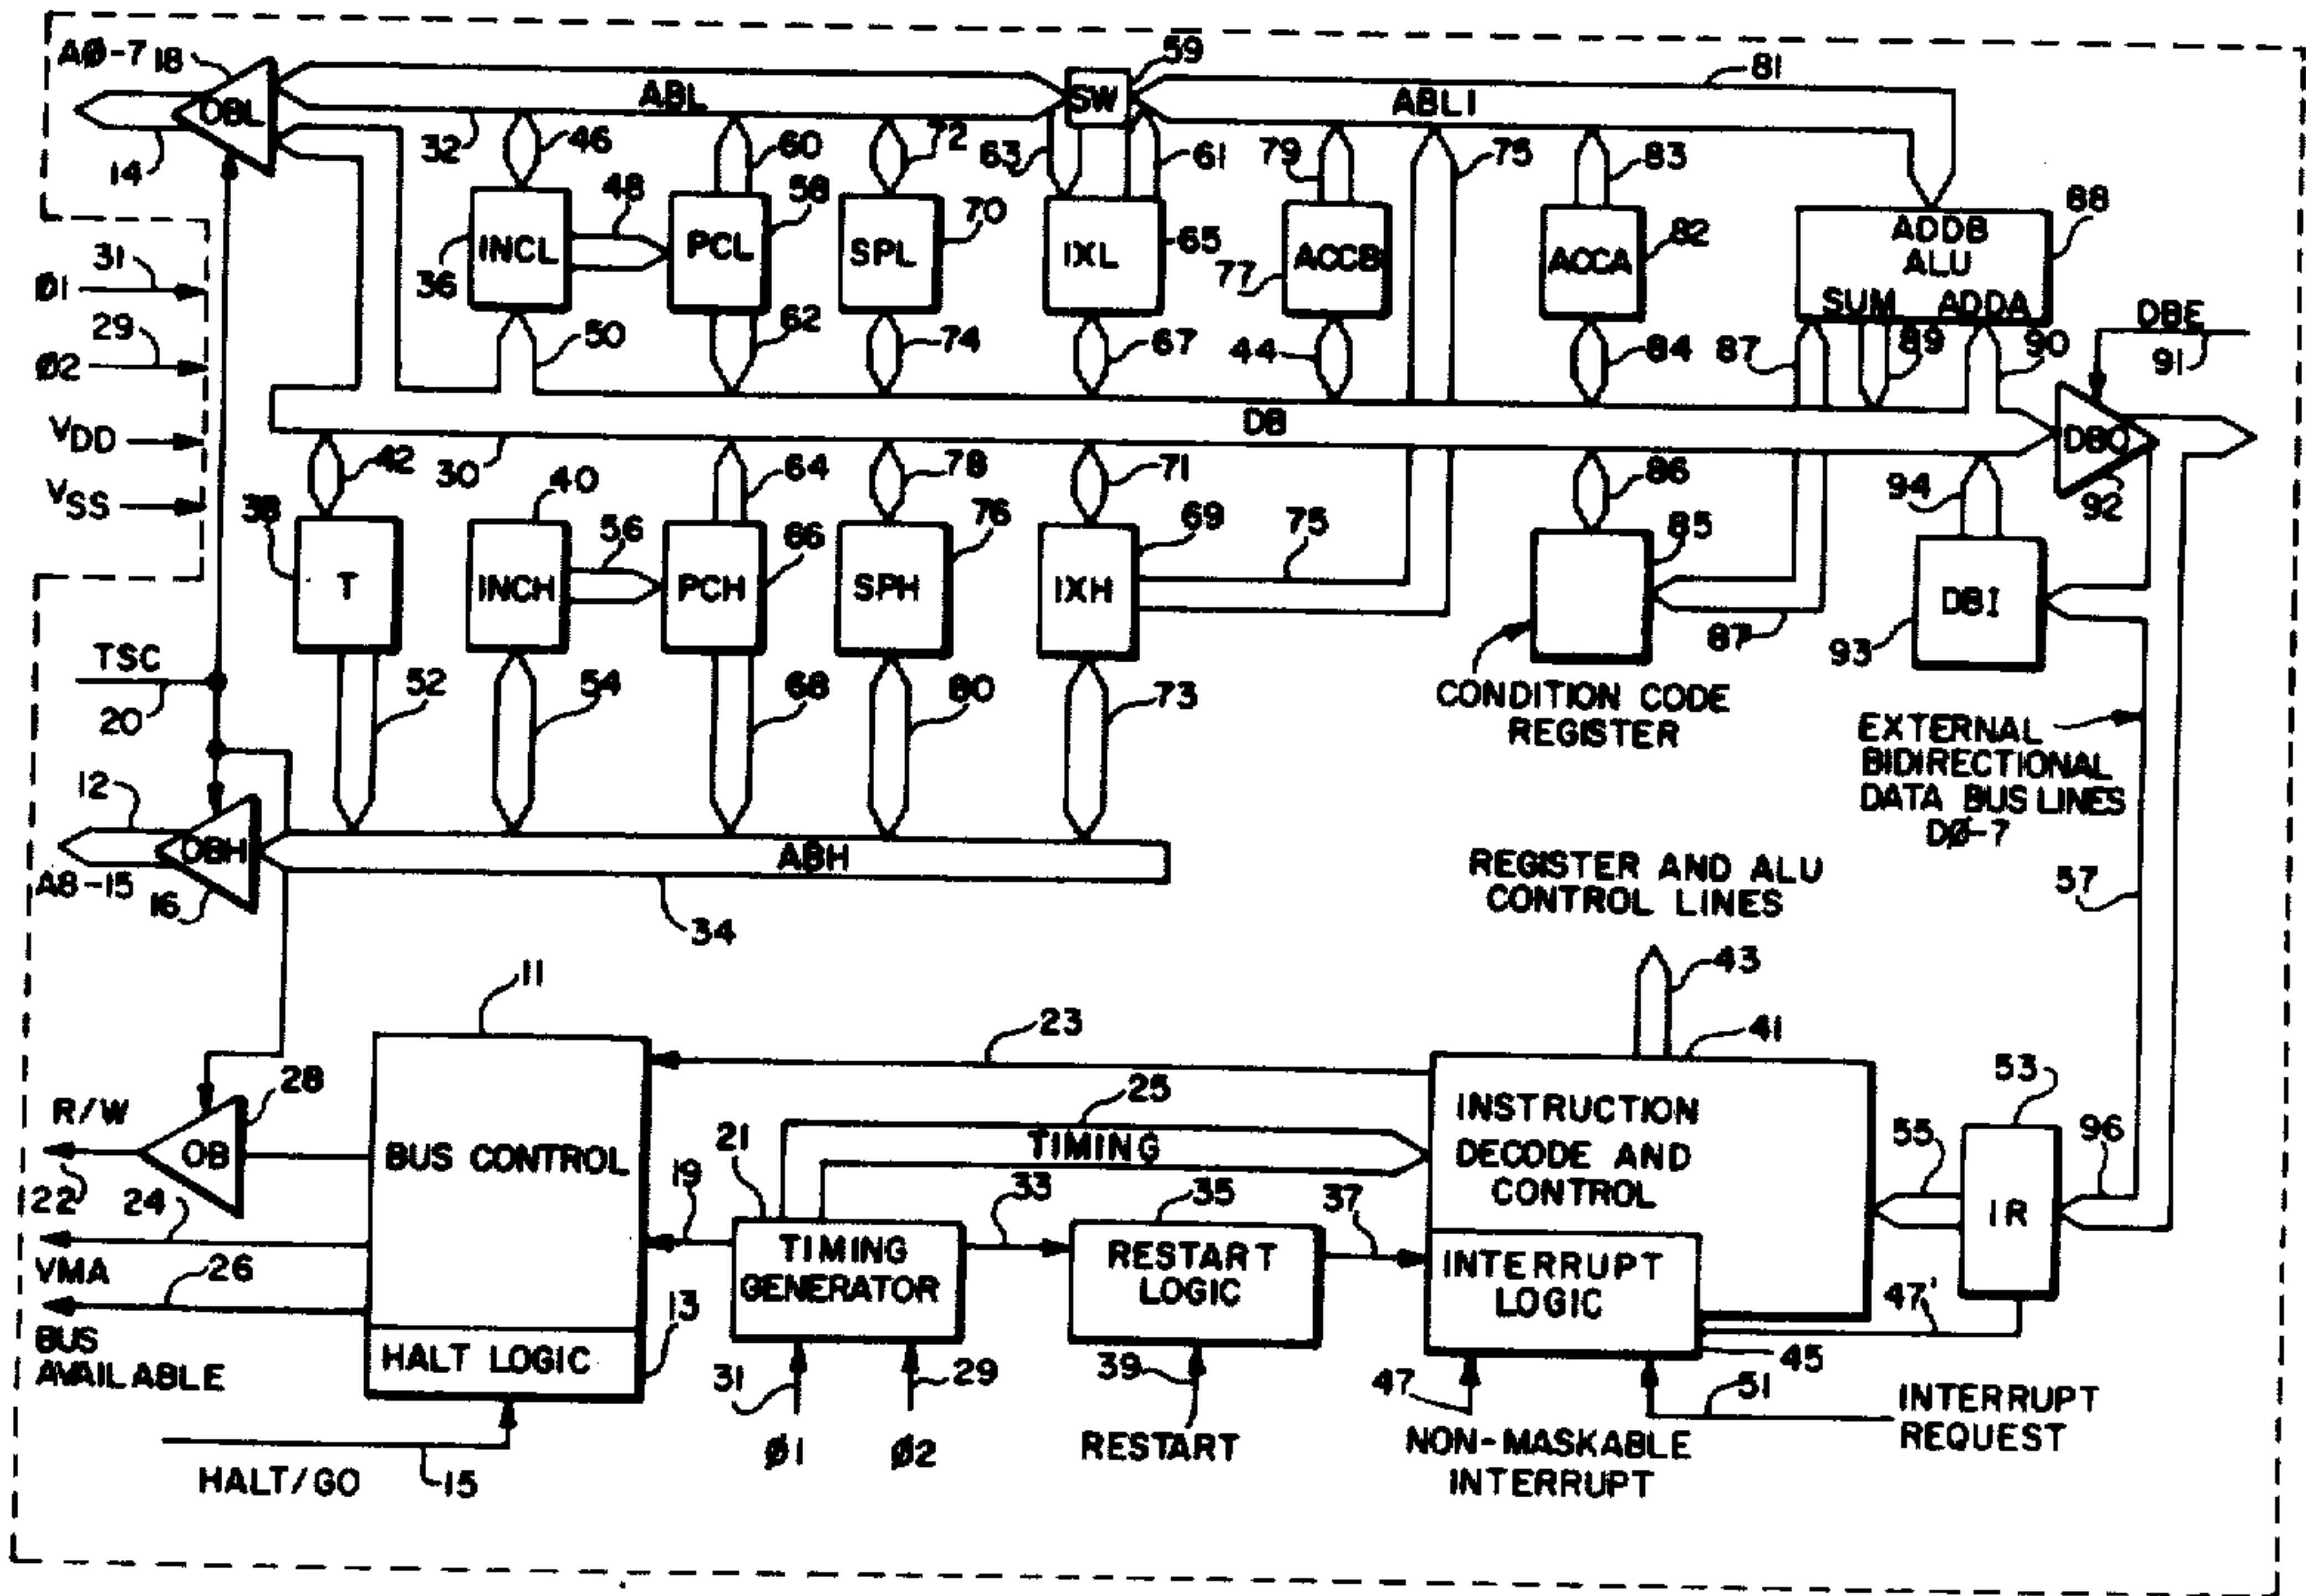 AØ-7
18
DBL
14
ABL
32
46
60
72
63
SW
59
61
ABLI
81
79
75
83
Ø1
31
Ø2
29
VDD
VSS
36
INCL
48
PCL
58
SPL
70
IXL
65
77
ACCB
ACCA
82
ADDB
ALU
SUM ADDA
88
50
62
74
67
44
84
87
89
90
DBE
91
DB
30
DBO
92
42
64
78
71
86
94
38
T
40
INCH
56
PCH
66
SPH
76
IXH
69
75
85
87'
DBI
93
CONDITION CODE
REGISTER
EXTERNAL
BIDIRECTIONAL
DATA BUS LINES
DØ-7
57
TSC
20
52
54
68
80
73
12
OBH
A8-15
16
ABH
34
REGISTER AND ALU
CONTROL LINES
43
11
23
41
25
TIMING
INSTRUCTION
DECODE AND
CONTROL
53
55
IR
96
R/W
OB
28
22
24
VMA
26
BUS
AVAILABLE
BUS CONTROL
HALT LOGIC
13
HALT/GO
15
19
21
TIMING
GENERATOR
33
35
RESTART
LOGIC
37
INTERRUPT
LOGIC
45
47'
31
Ø1
29
Ø2
39
RESTART
47
NON-MASKABLE
INTERRUPT
51
INTERRUPT
REQUEST